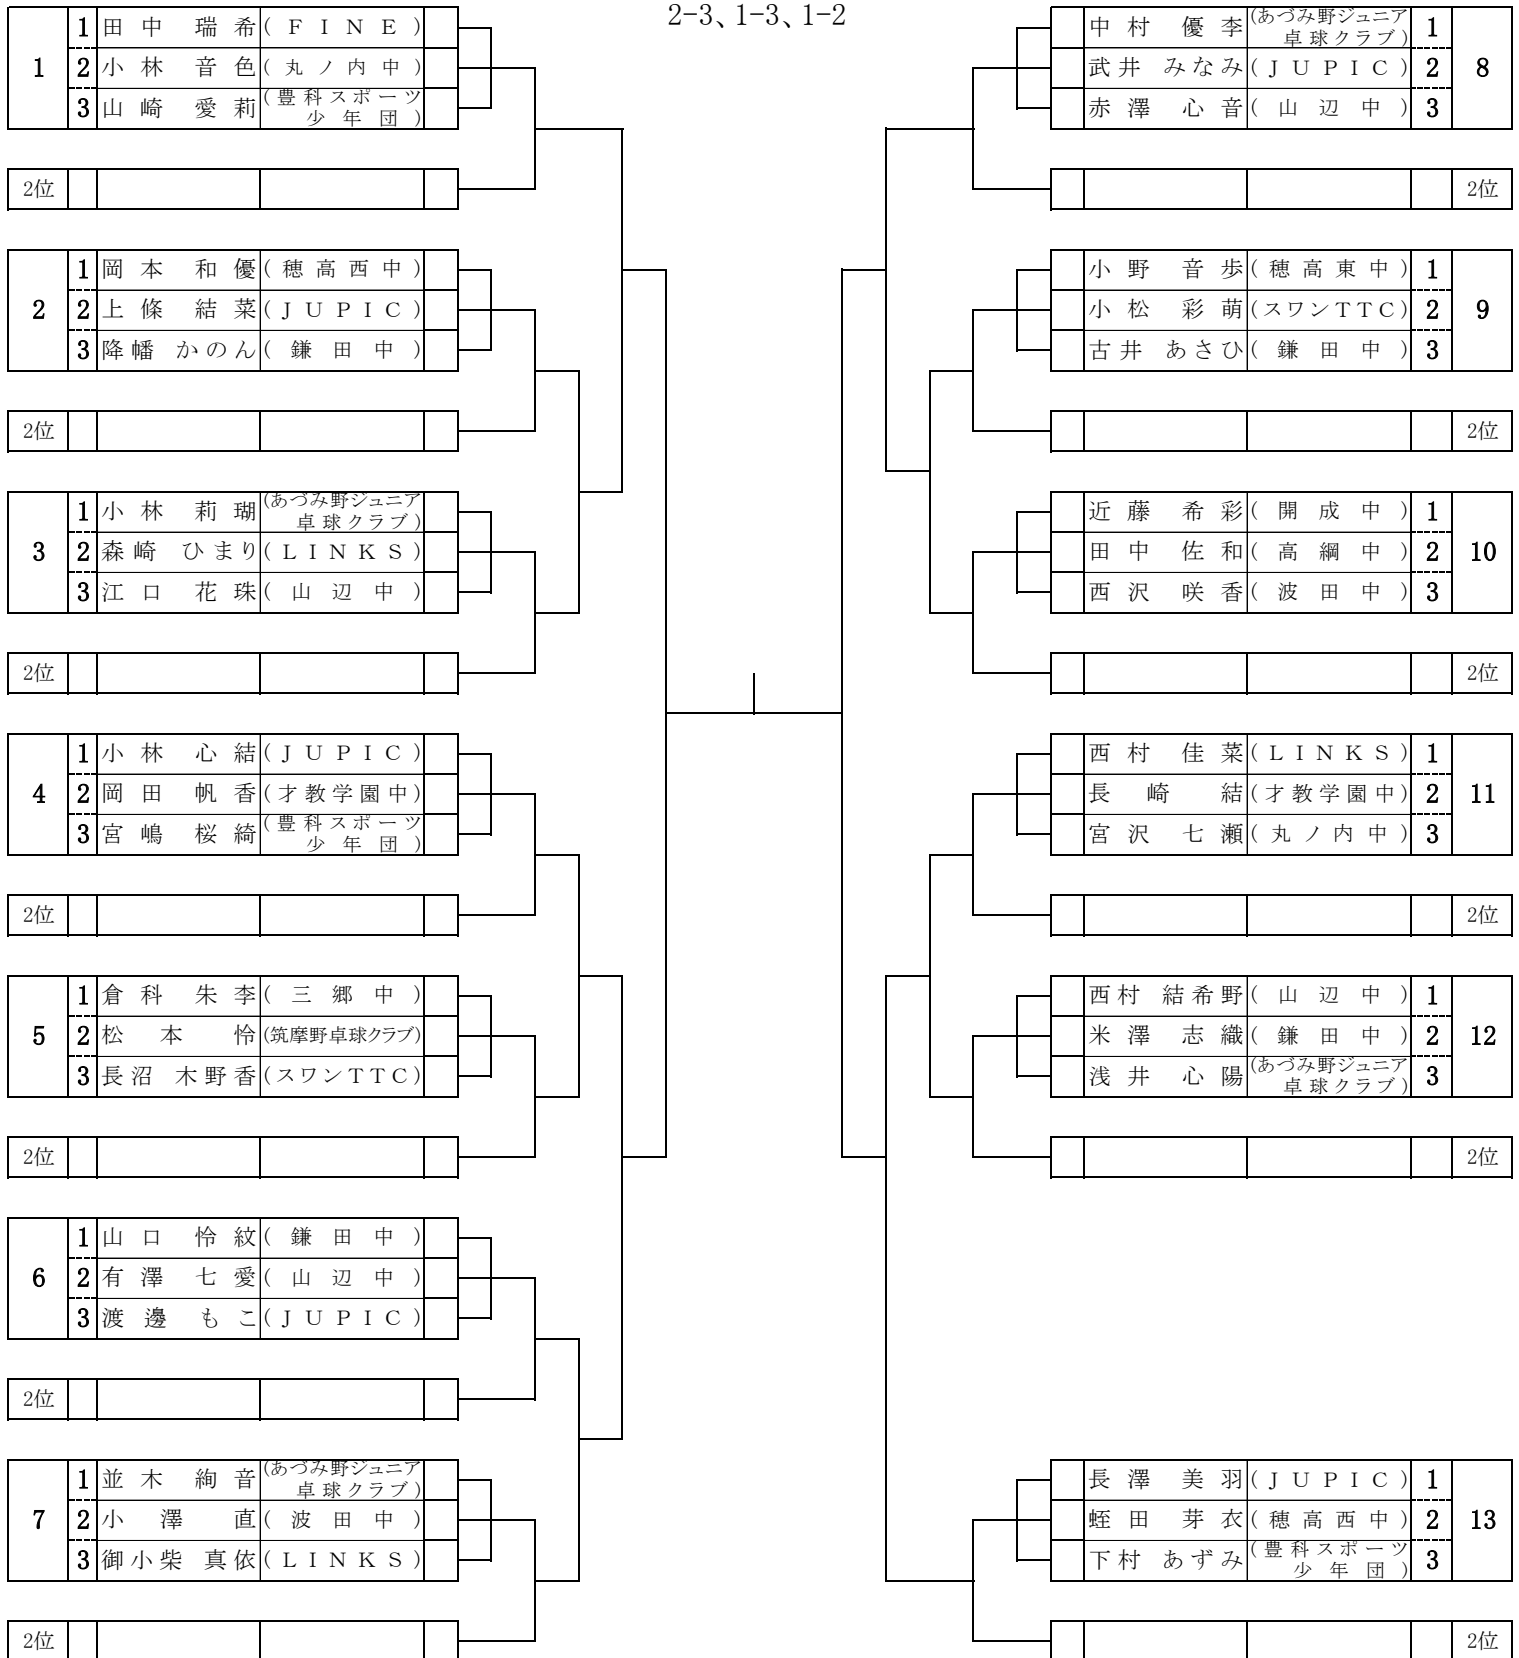 2-3、1-3、1-2
1
1 田中 瑞希 (FINE)
2 小林 音色 (丸ノ内中)
3 山崎 愛莉 (豊科スポーツ
少年団)
2位
2
1 岡本 和優 (穂高西中)
2 上條 結菜 (JUPIC)
3 降幡 かのん (鎌田中)
2位
3
1 小林 莉瑚 (あづみ野ジュニア
卓球クラブ)
2 森崎 ひまり (LINKS)
3 江口 花珠 (山辺中)
2位
4
1 小林 心結 (JUPIC)
2 岡田 帆香 (才教学園中)
3 宮嶋 桜綺 (豊科スポーツ
少年団)
2位
5
1 倉科 朱李 (三郷中)
2 松本 怜 (筑摩野卓球クラブ)
3 長沼 木野香 (スワンTTC)
2位
6
1 山口 怜紋 (鎌田中)
2 有澤 七愛 (山辺中)
3 渡邊 もこ (JUPIC)
2位
7
1 並木 絢音 (あづみ野ジュニア
卓球クラブ)
2 小澤 直 (波田中)
3 御小柴 真依 (LINKS)
2位
中村 優李 (あづみ野ジュニア
卓球クラブ) 1
武井 みなみ (JUPIC) 2
赤澤 心音 (山辺中) 3
8
2位
小野 音歩 (穂高東中) 1
小松 彩萌 (スワンTTC) 2
古井 あさひ (鎌田中) 3
9
2位
近藤 希彩 (開成中) 1
田中 佐和 (高綱中) 2
西沢 咲香 (波田中) 3
10
2位
西村 佳菜 (LINKS) 1
長崎 結 (才教学園中) 2
宮沢 七瀬 (丸ノ内中) 3
11
2位
西村 結希野 (山辺中) 1
米澤 志織 (鎌田中) 2
浅井 心陽 (あづみ野ジュニア
卓球クラブ) 3
12
2位
長澤 美羽 (JUPIC) 1
蛭田 芽衣 (穂高西中) 2
下村 あずみ (豊科スポーツ
少年団) 3
13
2位